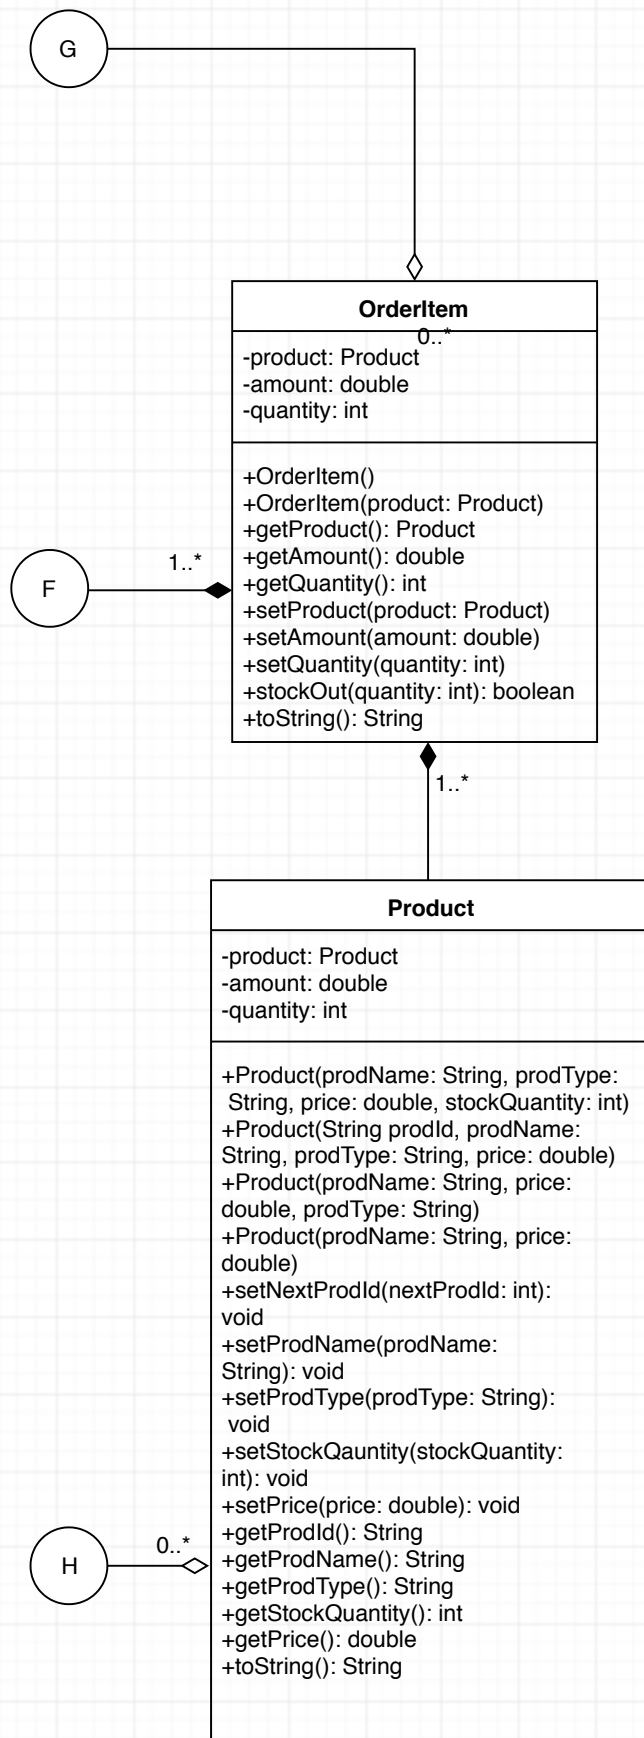 G
OrderItem
0..*
-product: Product
-amount: double
-quantity: int
+OrderItem()
+OrderItem(product: Product)
+getProduct(): Product
+getAmount(): double
+getQuantity(): int
+setProduct(product: Product)
+setAmount(amount: double)
+setQuantity(quantity: int)
+stockOut(quantity: int): boolean
+toString(): String
1..*
F
1..*
Product
-product: Product
-amount: double
-quantity: int
+Product(prodName: String, prodType:
String, price: double, stockQuantity: int)
+Product(String prodId, prodName:
String, prodType: String, price: double)
+Product(prodName: String, price:
double, prodType: String)
+Product(prodName: String, price:
double)
+setNextProdId(nextProdId: int):
void
+setProdName(prodName:
String): void
+setProdType(prodType: String):
void
+setStockQauntity(stockQuantity:
int): void
+setPrice(price: double): void
+getProdId(): String
+getProdName(): String
+getProdType(): String
+getStockQuantity(): int
+getPrice(): double
+toString(): String
0..*
H